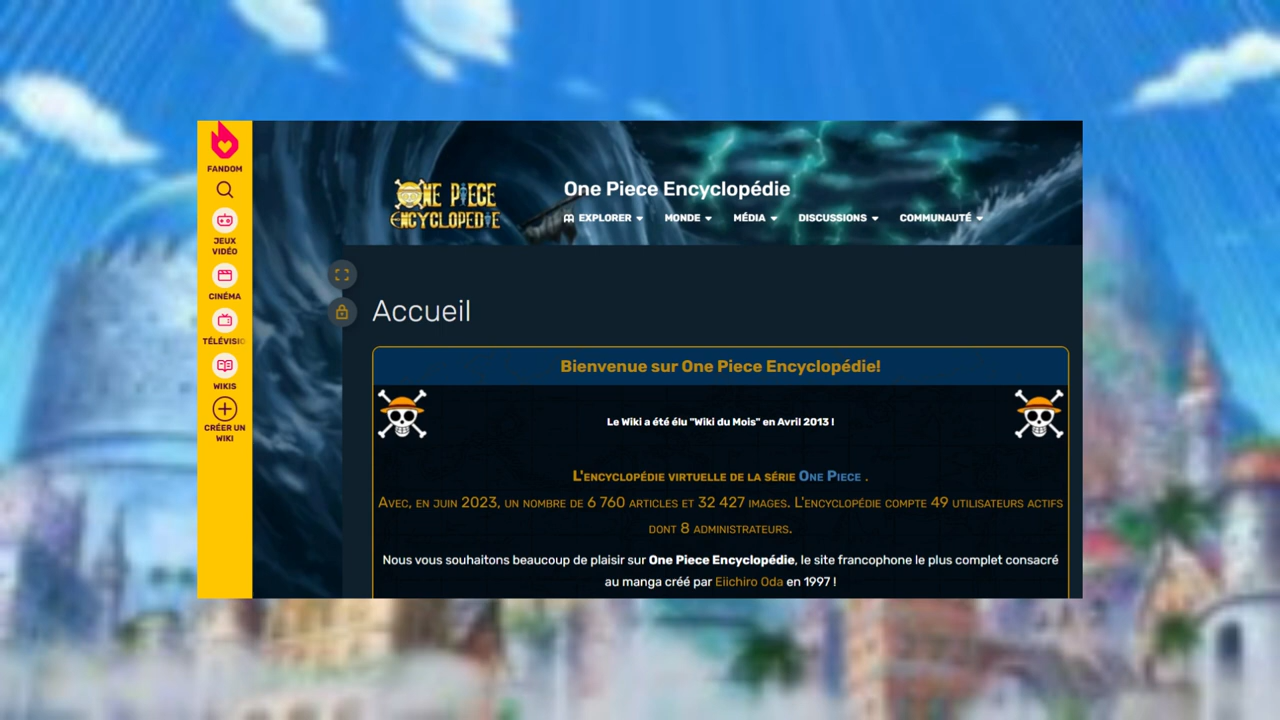 FANDOM
JEUX
VIDÉO
CINÉMA
TÉLÉVISIO
WIKIS
CRÉER UN
WIKI
ONE PIECE
ENCYCLOPEDIE
One Piece Encyclopédie
EXPLORER MONDE MÉDIA DISCUSSIONS COMMUNAUTÉ
Accueil
Bienvenue sur One Piece Encyclopédie!
Le Wiki a été élu "Wiki du Mois" en Avril 2013 !
L'encyclopédie virtuelle de la série One Piece .
Avec, en juin 2023, un nombre de 6 760 articles et 32 427 images. L'encyclopédie compte 49 utilisateurs actifs
dont 8 administrateurs.
Nous vous souhaitons beaucoup de plaisir sur One Piece Encyclopédie, le site francophone le plus complet consacré
au manga créé par Eiichiro Oda en 1997 !